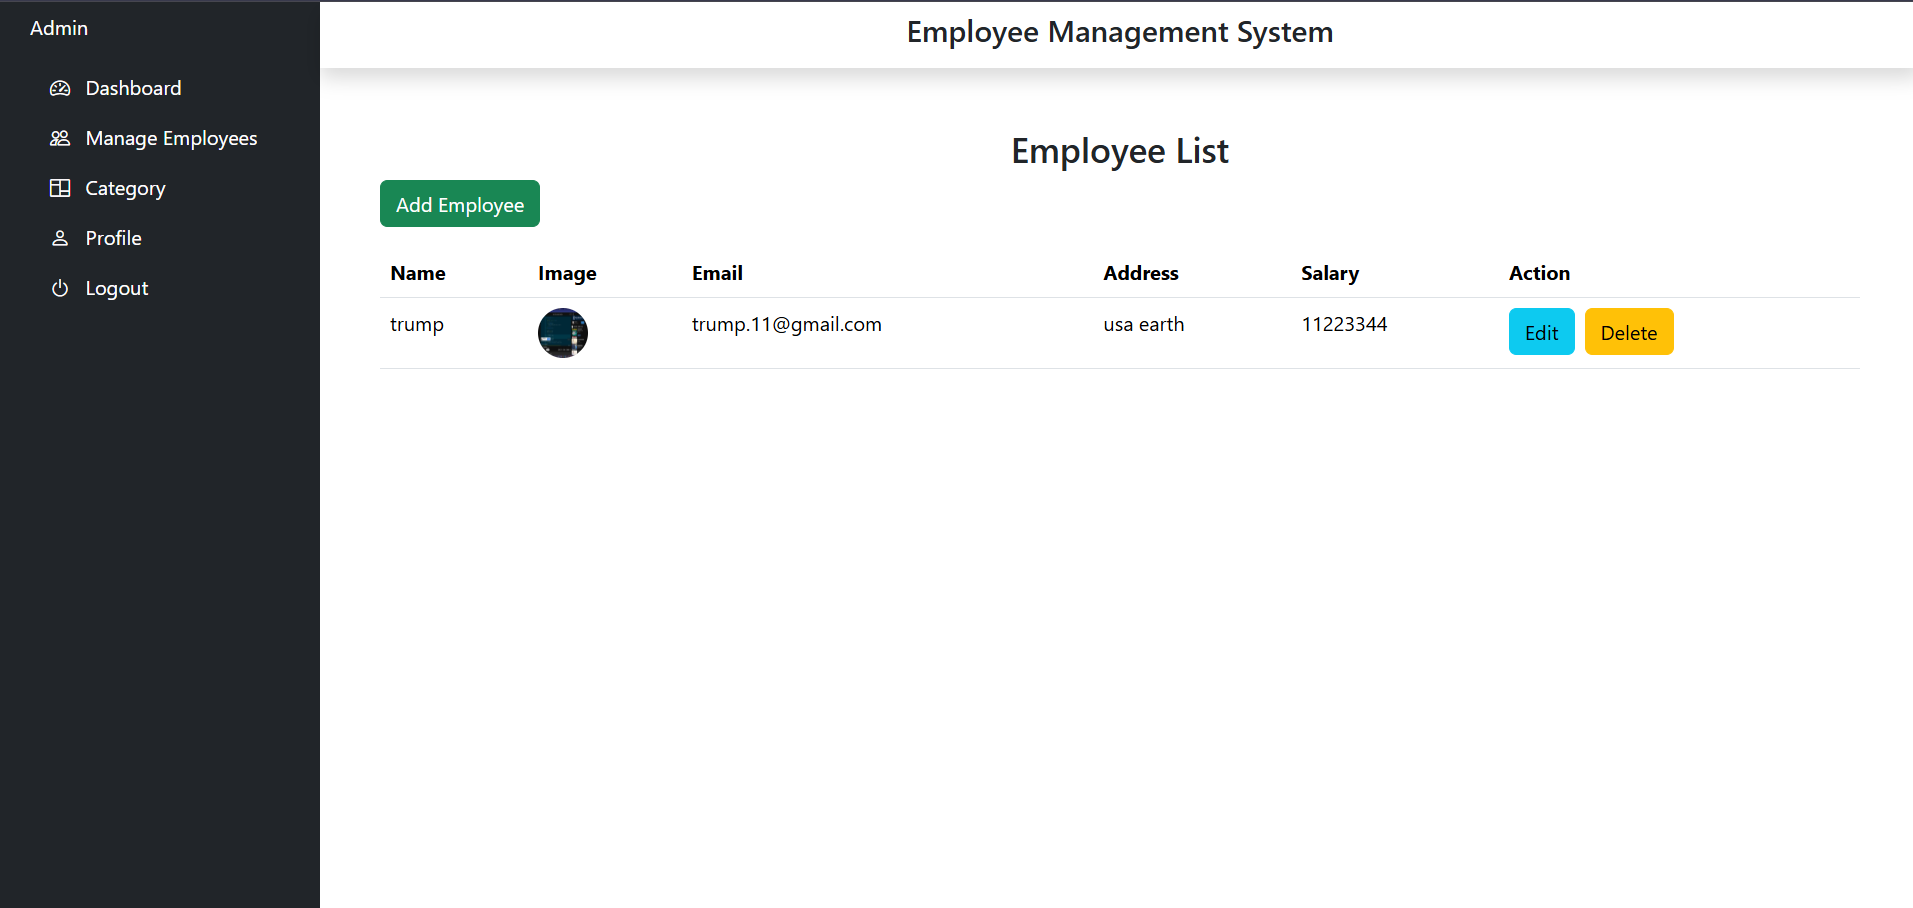 Admin
Dashboard
Manage Employees
Category
Profile
Logout
Employee Management System
Employee List
Add Employee
Name Image Email Address Salary Action
trump trump.11@gmail.com usa earth 11223344 Edit Delete